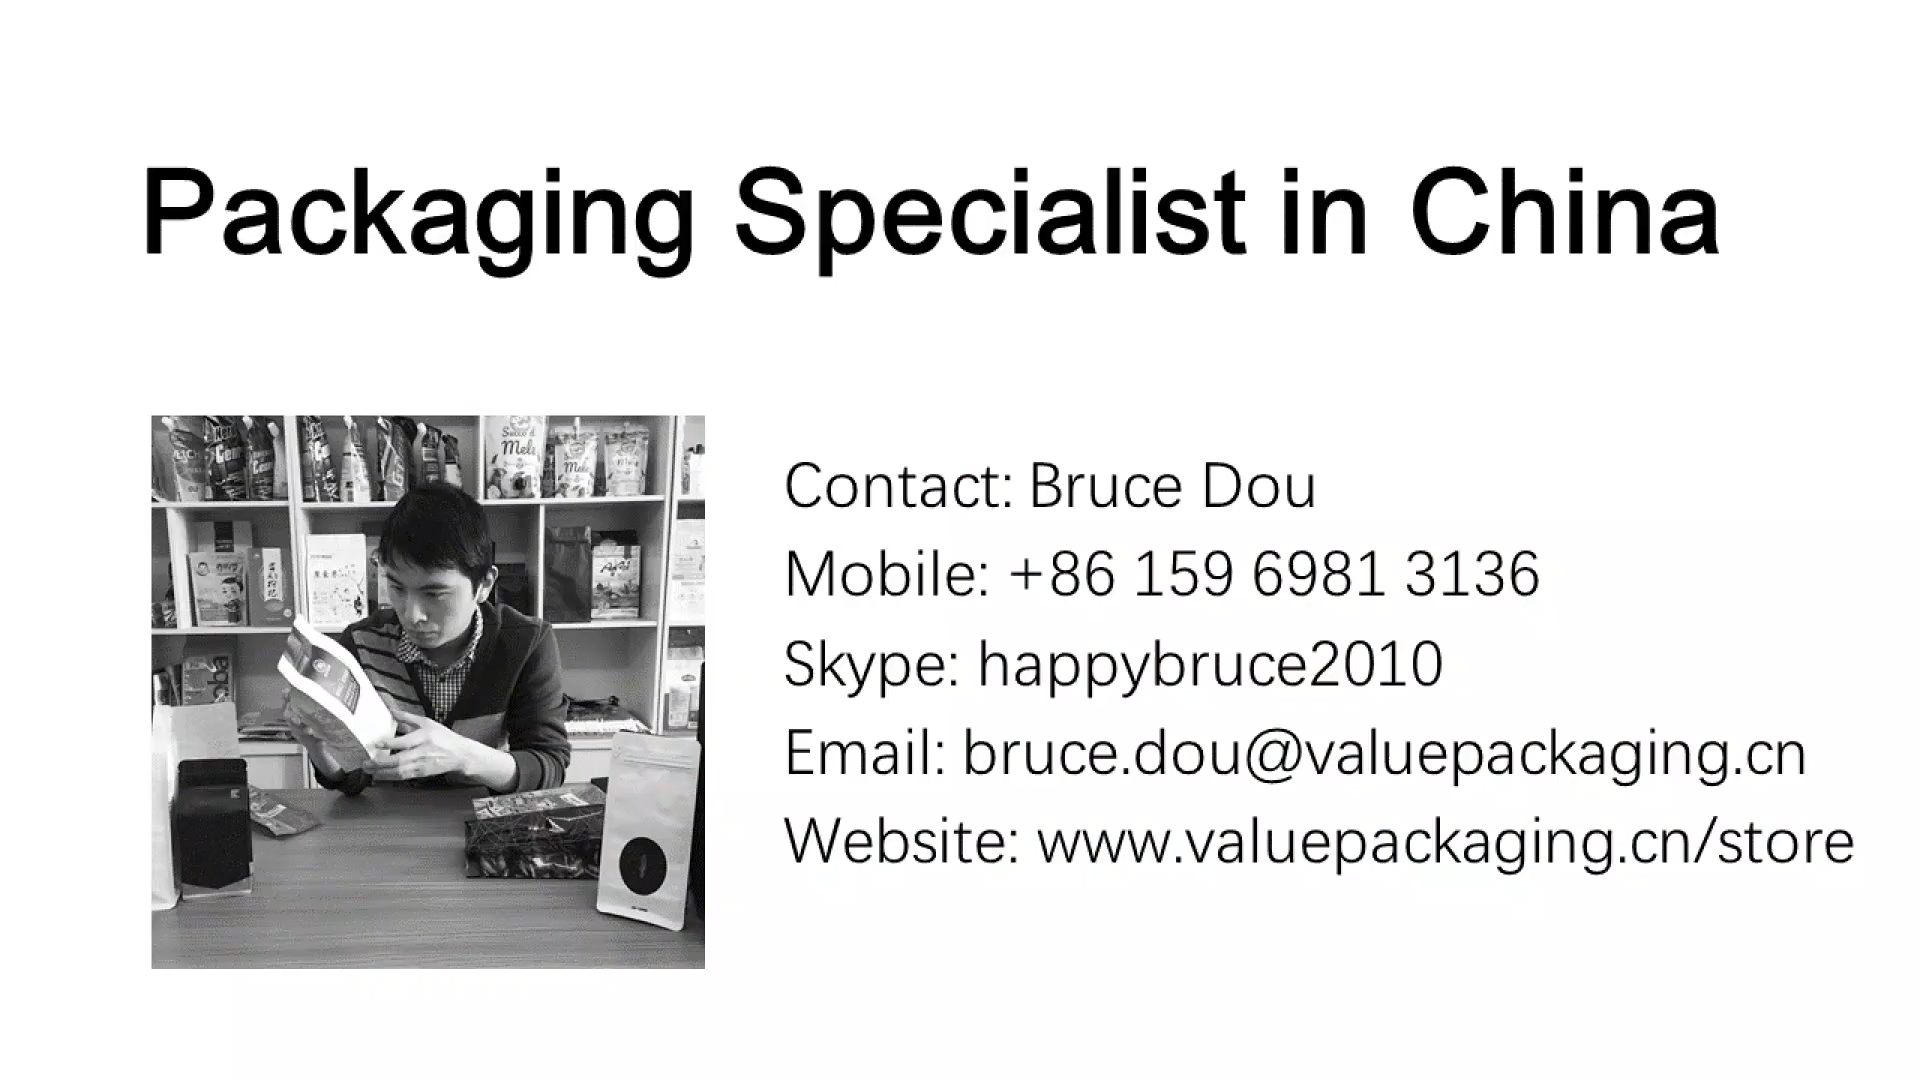 Packaging Specialist in China
Contact: Bruce Dou
Mobile: +86 159 6981 3136
Skype: happybruce2010
Email: bruce.dou@valuepackaging.cn
Website: www.valuepackaging.cn/store
Mels